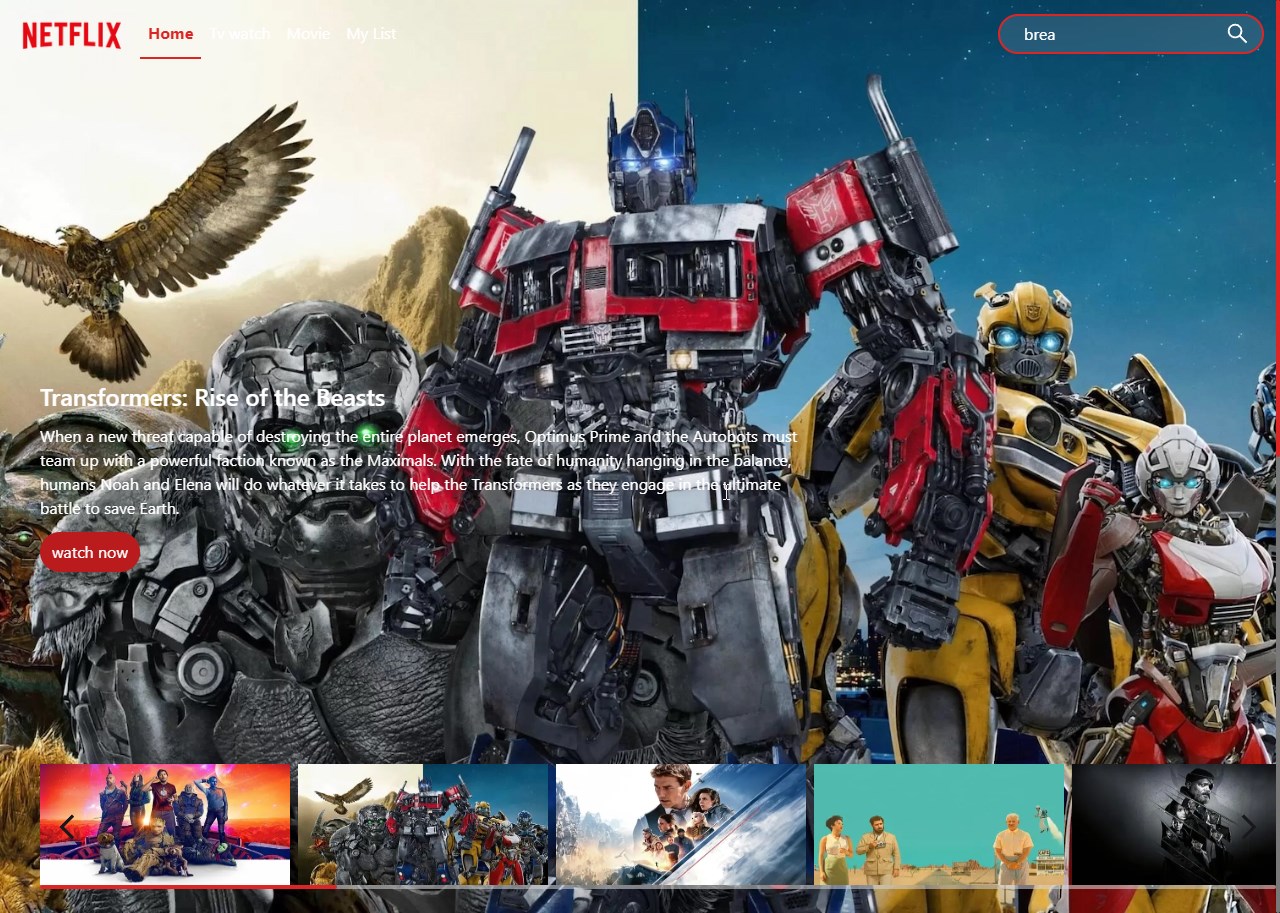 NETFLIX
Home
Tv watch
Movie
My List
brea
Transformers: Rise of the Beasts
When a new threat capable of destroying the entire planet emerges, Optimus Prime and the Autobots must
team up with a powerful faction known as the Maximals. With the fate of humanity hanging in the balance,
humans Noah and Elena will do whatever it takes to help the Transformers as they engage in the ultimate
battle to save Earth.
watch now